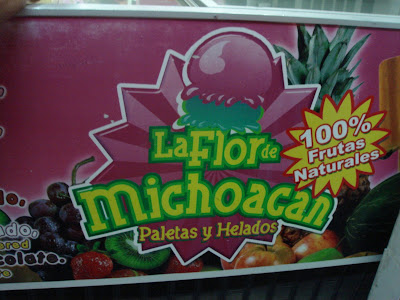 La Flor de
Michoacan
Paletas y Helados
100%
Frutas
Naturales